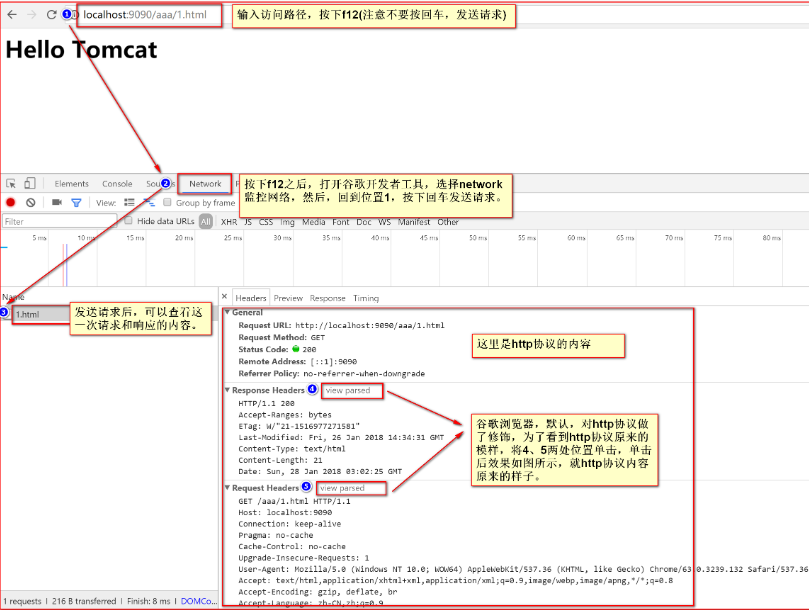 1 localhost:9090/aaa/1.html
输入访问路径，按下f12(注意不要按回车，发送请求)
Hello Tomcat
Elements Console 2 Network
按下f12之后，打开谷歌开发者工具，选择network
监控网络，然后，回到位置1，按下回车发送请求。
View: Group by frame
Filter Hide data URLs All XHR JS CSS Img Media Font Doc WS Manifest Other
5 ms 10 ms 15 ms 20 ms 25 ms 30 ms 35 ms 40 ms 45 ms 50 ms 55 ms 60 ms 65 ms 70 ms 75 ms 80 ms
Name
3 1.html
发送请求后，可以查看这
一次请求和响应的内容。
× Headers Preview Response Timing
General
Request URL: http://localhost:9090/aaa/1.html
Request Method: GET
Status Code: 200
Remote Address: [::1]:9090
Referrer Policy: no-referrer-when-downgrade
这里是http协议的内容
Response Headers 4 view parsed
HTTP/1.1 200
Accept-Ranges: bytes
ETag: W/"21-1516977271581"
Last-Modified: Fri, 26 Jan 2018 14:34:31 GMT
Content-Type: text/html
Content-Length: 21
Date: Sun, 28 Jan 2018 03:02:25 GMT
谷歌浏览器，默认，对http协议做
了修饰，为了看到http协议原来的
模样，将4、5两处位置单击，单击
后效果如图所示，就http协议内容
原来的样子。
Request Headers 5 view parsed
GET /aaa/1.html HTTP/1.1
Host: localhost:9090
Connection: keep-alive
Pragma: no-cache
Cache-Control: no-cache
Upgrade-Insecure-Requests: 1
User-Agent: Mozilla/5.0 (Windows NT 10.0; WOW64) AppleWebKit/537.36 (KHTML, like Gecko) Chrome/63.0.3239.132 Safari/537.36
Accept: text/html,application/xhtml+xml,application/xml;q=0.9,image/webp,image/apng,*/*;q=0.8
Accept-Encoding: gzip, deflate, br
Accept-Language: zh-CN,zh;q=0.9
1 requests | 216 B transferred | Finish: 8 ms | DOMCo...